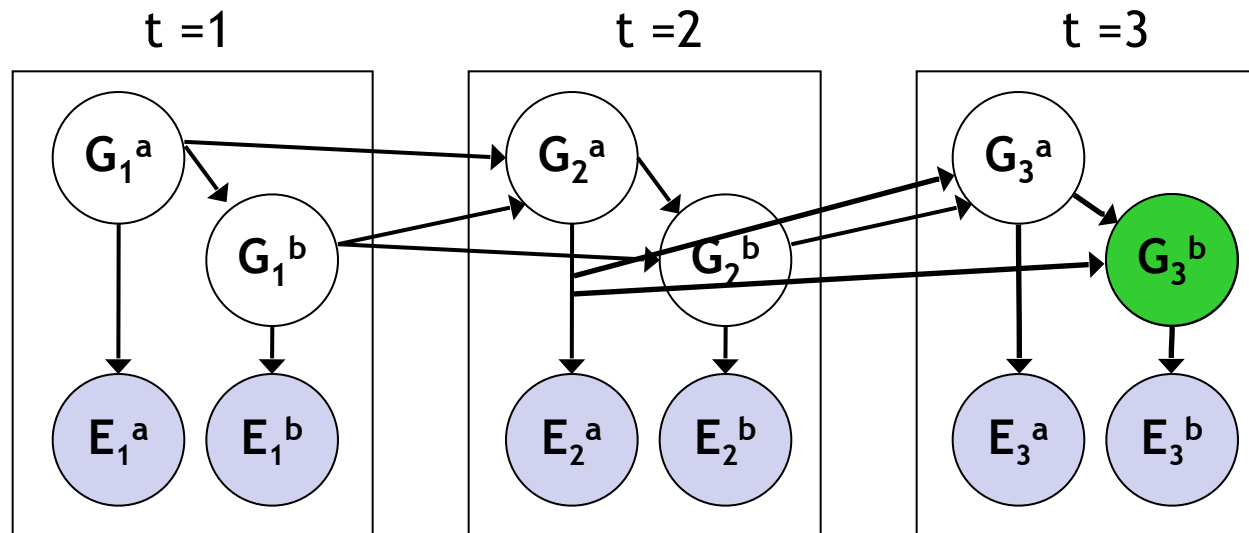 t =1
t =2
t =3
G₁ᵃ
G₂ᵃ
G₃ᵃ
G₁ᵇ
G₂ᵇ
G₃ᵇ
E₁ᵃ
E₁ᵇ
E₂ᵃ
E₂ᵇ
E₃ᵃ
E₃ᵇ